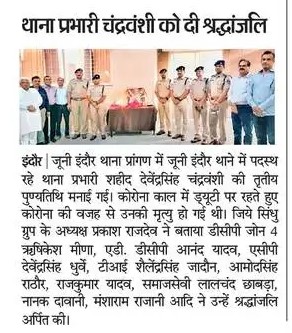 थाना प्रभारी चंद्रवंशी को दी श्रद्धांजलि
इंदौर | जूनी इंदौर थाना प्रांगण में जूनी इंदौर थाने में पदस्थ
रहे थाना प्रभारी शहीद देवेंद्रसिंह चंद्रवंशी की तृतीय
पुण्यतिथि मनाई गई। कोरोना काल में ड्यूटी पर रहते हुए
कोरोना की वजह से उनकी मृत्यु हो गई थी। जिये सिंधु
ग्रुप के अध्यक्ष प्रकाश राजदेव ने बताया डीसीपी जोन 4
ऋषिकेश मीणा, एडी. डीसीपी आनंद यादव, एसीपी
देवेंद्रसिंह धुर्वे, टीआई शैलेंद्रसिंह जादौन, आमोदसिंह
राठौर, राजकुमार यादव, समाजसेवी लालचंद छाबड़ा,
नानक दावानी, मंशाराम राजानी आदि ने उन्हें श्रद्धांजलि
अर्पित की।